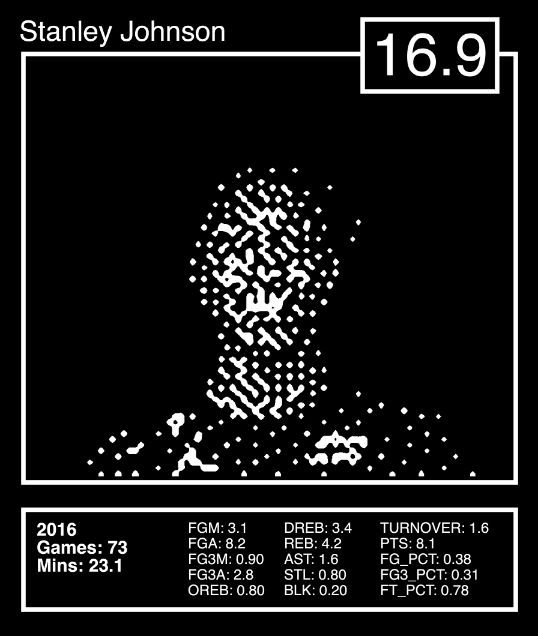 Stanley Johnson
16.9
2016
Games: 73
Mins: 23.1
FGM: 3.1
FGA: 8.2
FG3M: 0.90
FG3A: 2.8
OREB: 0.80
DREB: 3.4
REB: 4.2
AST: 1.6
STL: 0.80
BLK: 0.20
TURNOVER: 1.6
PTS: 8.1
FG_PCT: 0.38
FG3_PCT: 0.31
FT_PCT: 0.78